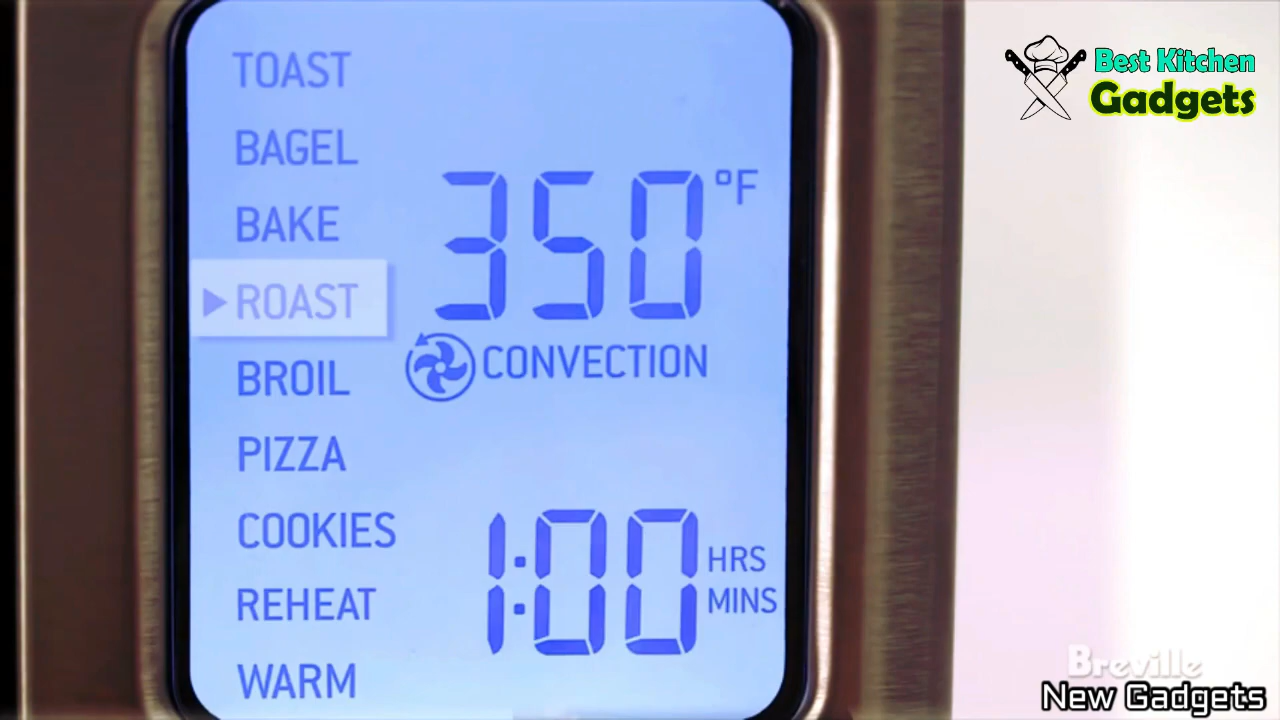 TOAST
BAGEL
BAKE
ROAST
BROIL
PIZZA
COOKIES
REHEAT
WARM
350 °F
CONVECTION
1:00 HRS MINS
Best Kitchen
Gadgets
Breville
New Gadgets